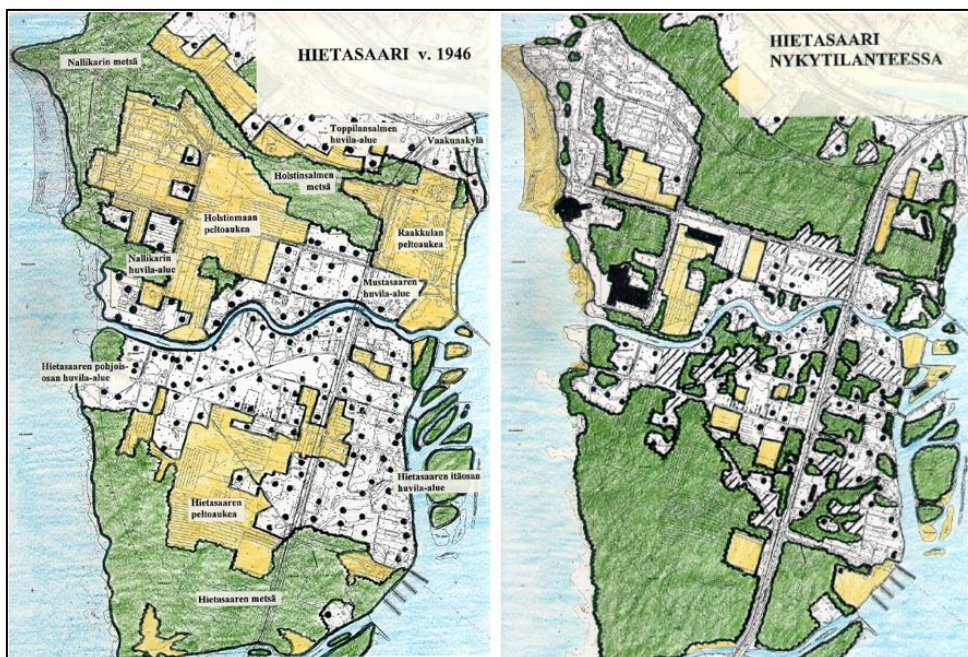 HIETASAARI v. 1946
Nallikarin metsä
Toppilansalmen
huvila-alue
Vaakunakylä
Holstinsalmen
metsä
Holstinmaan
peltoaukea
Raakkulan
peltoaukea
Nallikarin
huvila-alue
Mustasaaren
huvila-alue
Hietasaaren pohjois-
osan huvila-alue
Hietasaaren itäosan
huvila-alue
Hietasaaren
peltoaukea
Hietasaaren metsä
HIETASAARI
NYKYTILANTEESSA